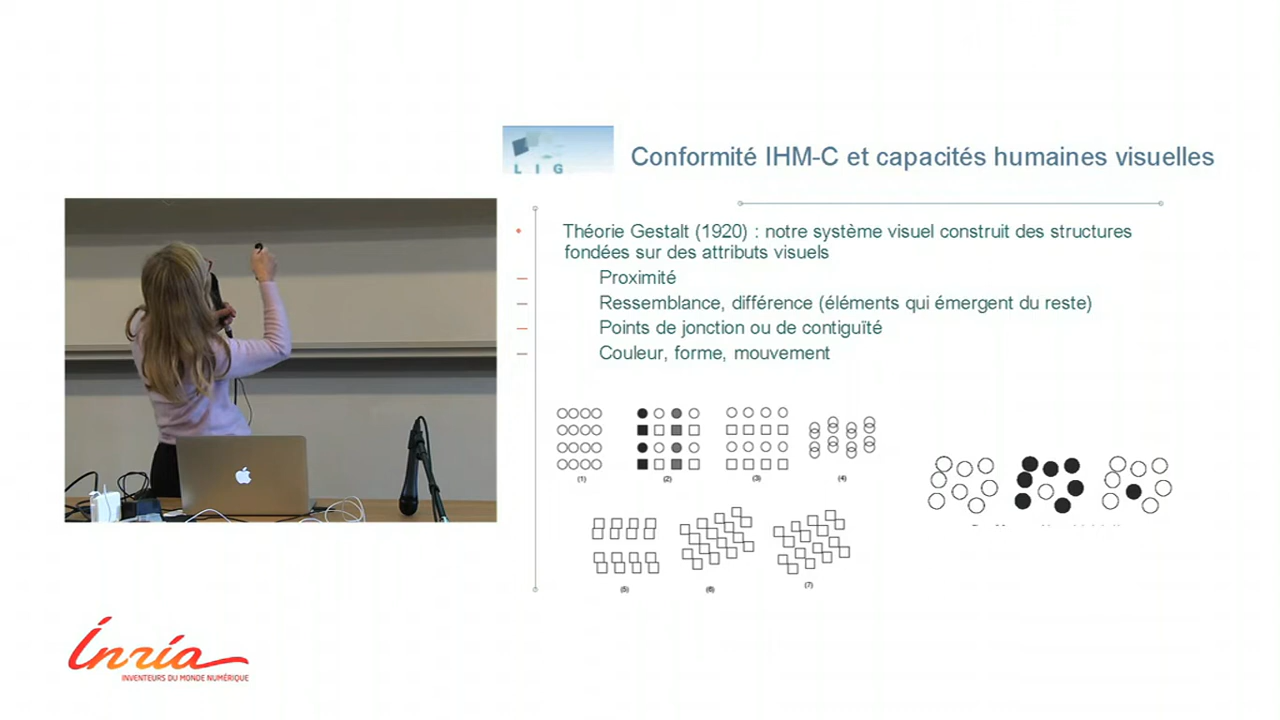 L I G
Conformité IHM-C et capacités humaines visuelles
Théorie Gestalt (1920) : notre système visuel construit des structures
fondées sur des attributs visuels
Proximité
Ressemblance, différence (éléments qui émergent du reste)
Points de jonction ou de contiguïté
Couleur, forme, mouvement
(1) (2) (3) (4)
(5) (6) (7)
Inria
INVENTEURS DU MONDE NUMÉRIQUE